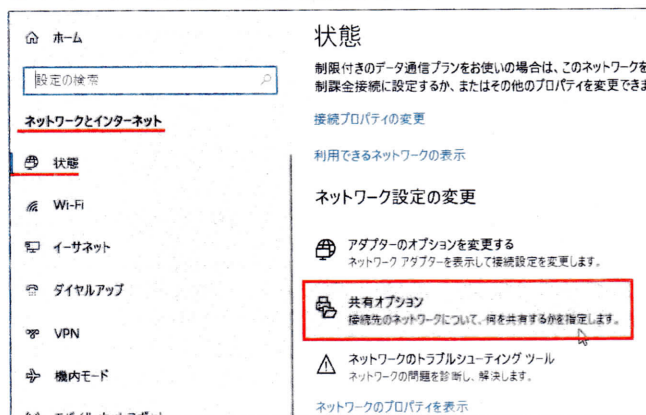 ホーム
設定の検索
ネットワークとインターネット
状態
Wi-Fi
イーサネット
ダイヤルアップ
VPN
機内モード
状態
制限付きのデータ通信プランをお使いの場合は、このネットワークを
制課金接続に設定するか、またはその他のプロパティを変更できま
接続プロパティの変更
利用できるネットワークの表示
ネットワーク設定の変更
アダプターのオプションを変更する
ネットワーク アダプターを表示して接続設定を変更します。
共有オプション
接続先のネットワークについて、何を共有するかを指定します。
ネットワークのトラブルシューティング ツール
ネットワークの問題を診断し、解決します。
ネットワークのプロパティを表示